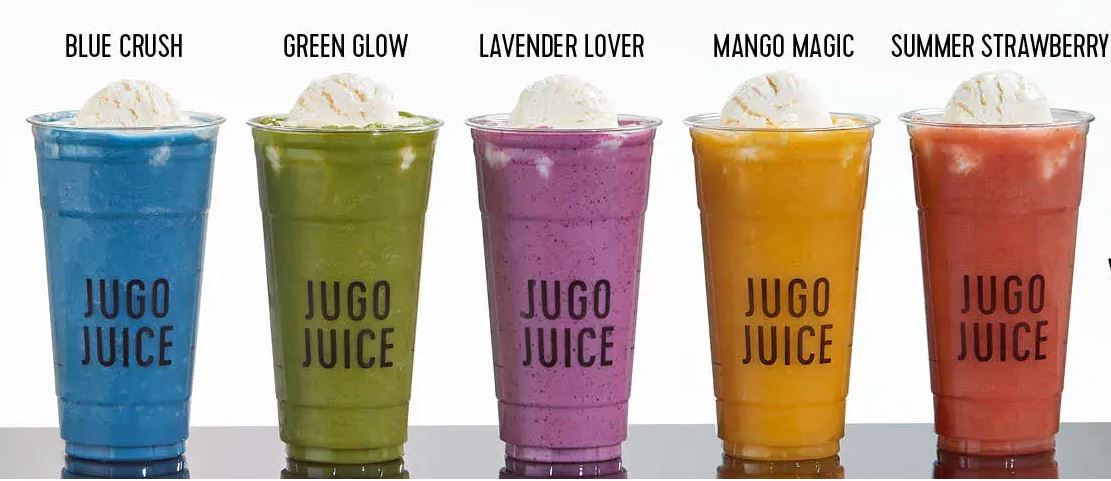 BLUE CRUSH
GREEN GLOW
LAVENDER LOVER
MANGO MAGIC
SUMMER STRAWBERRY
JUGO
JUICE
JUGO
JUICE
JUGO
JUICE
JUGO
JUICE
JUGO
JUICE